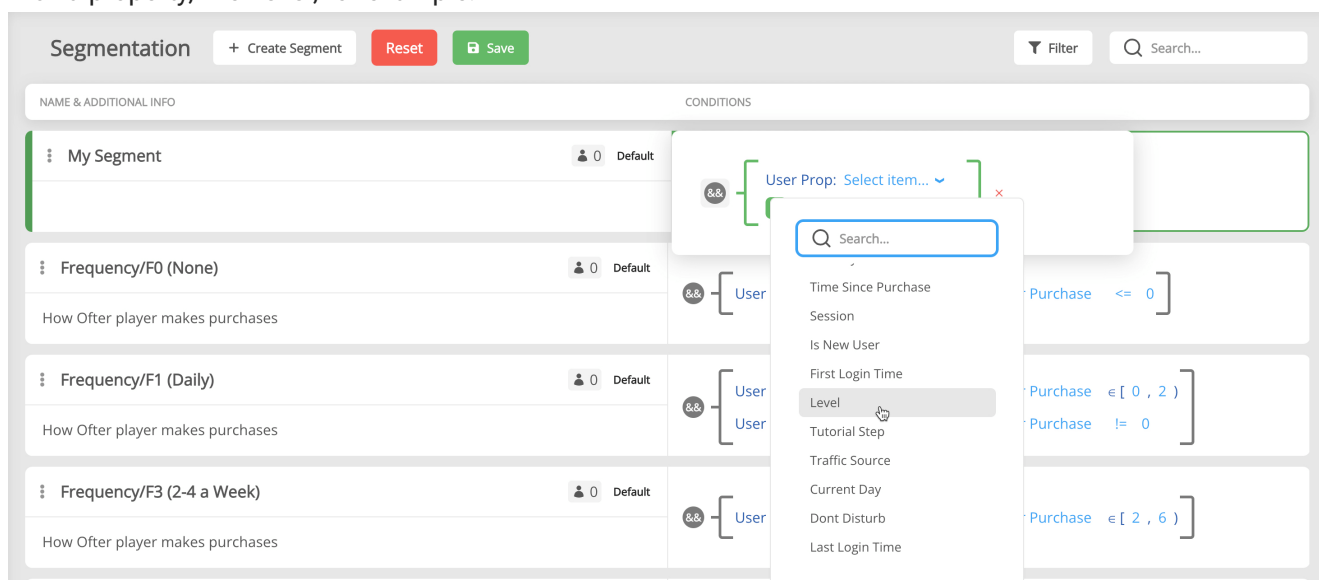 Segmentation
+ Create Segment
Reset
Save
Filter
Search...
NAME & ADDITIONAL INFO
CONDITIONS
My Segment
0
Default
&&
User Prop: Select item...
×
Search...
Time Since Purchase
Session
Is New User
First Login Time
Level
Tutorial Step
Traffic Source
Current Day
Dont Disturb
Last Login Time
Frequency/F0 (None)
0
Default
How Ofter player makes purchases
&&
User
Purchase <= 0
Frequency/F1 (Daily)
0
Default
How Ofter player makes purchases
&&
User
Purchase ∈ [ 0 , 2 )
User
Purchase != 0
Frequency/F3 (2-4 a Week)
0
Default
How Ofter player makes purchases
&&
User
Purchase ∈ [ 2 , 6 )